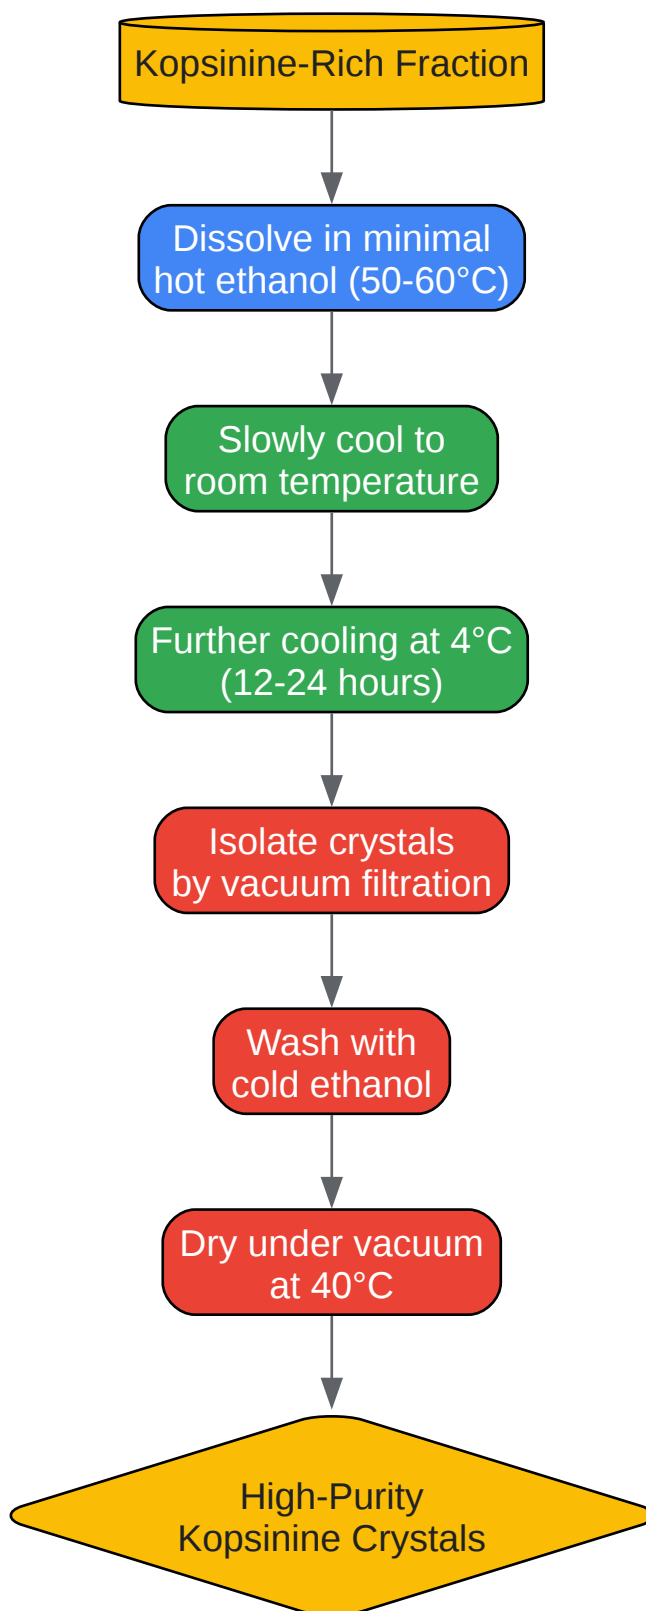 Kopsinine-Rich Fraction
Dissolve in minimal
hot ethanol (50-60°C)
Slowly cool to
room temperature
Further cooling at 4°C
(12-24 hours)
Isolate crystals
by vacuum filtration
Wash with
cold ethanol
Dry under vacuum
at 40°C
High-Purity
Kopsinine Crystals